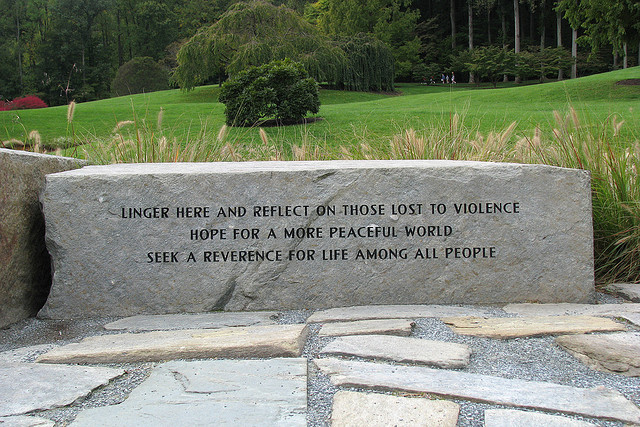 LINGER HERE AND REFLECT ON THOSE LOST TO VIOLENCE
HOPE FOR A MORE PEACEFUL WORLD
SEEK A REVERENCE FOR LIFE AMONG ALL PEOPLE